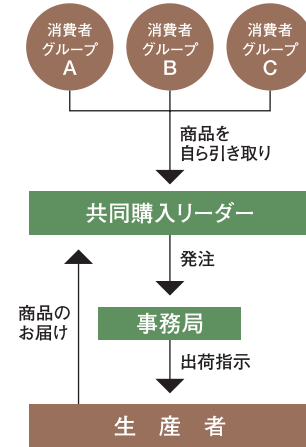 消費者
グループ
A
消費者
グループ
B
消費者
グループ
C
商品を
自ら引き取り
共同購入リーダー
発注
商品の
お届け
事務局
出荷指示
生産者